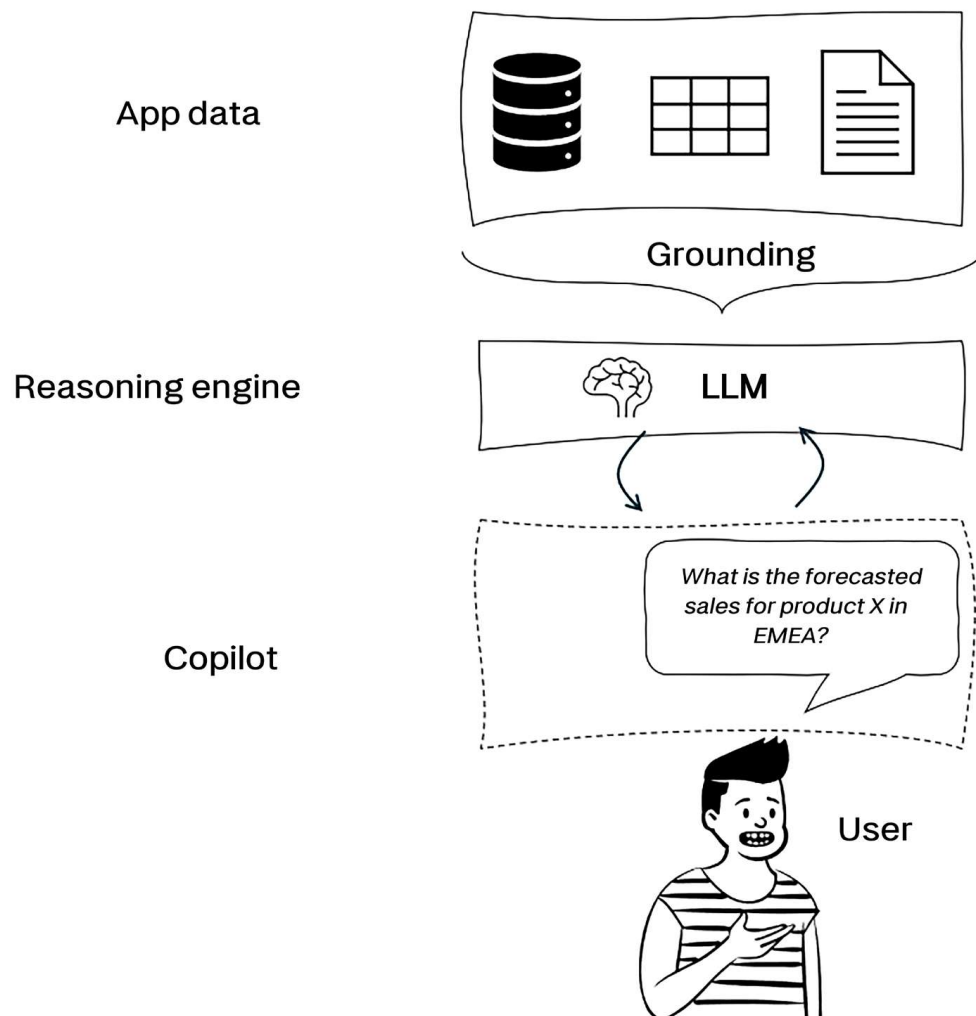 App data
Grounding
Reasoning engine
LLM
What is the forecasted
sales for product X in
EMEA?
Copilot
User